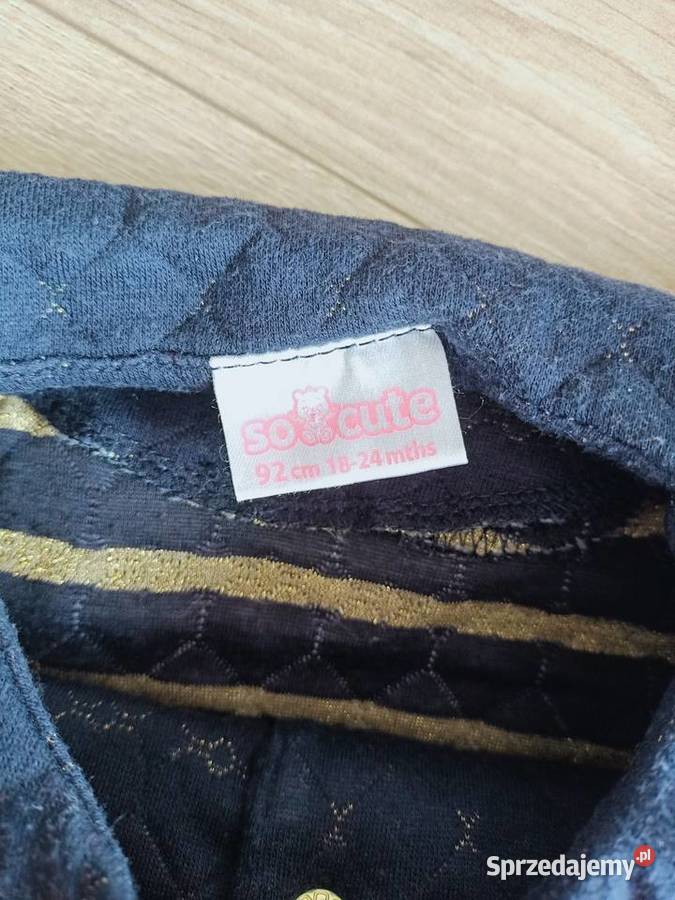 so cute
92 cm 18-24 mths
Sprzedajemy.pl